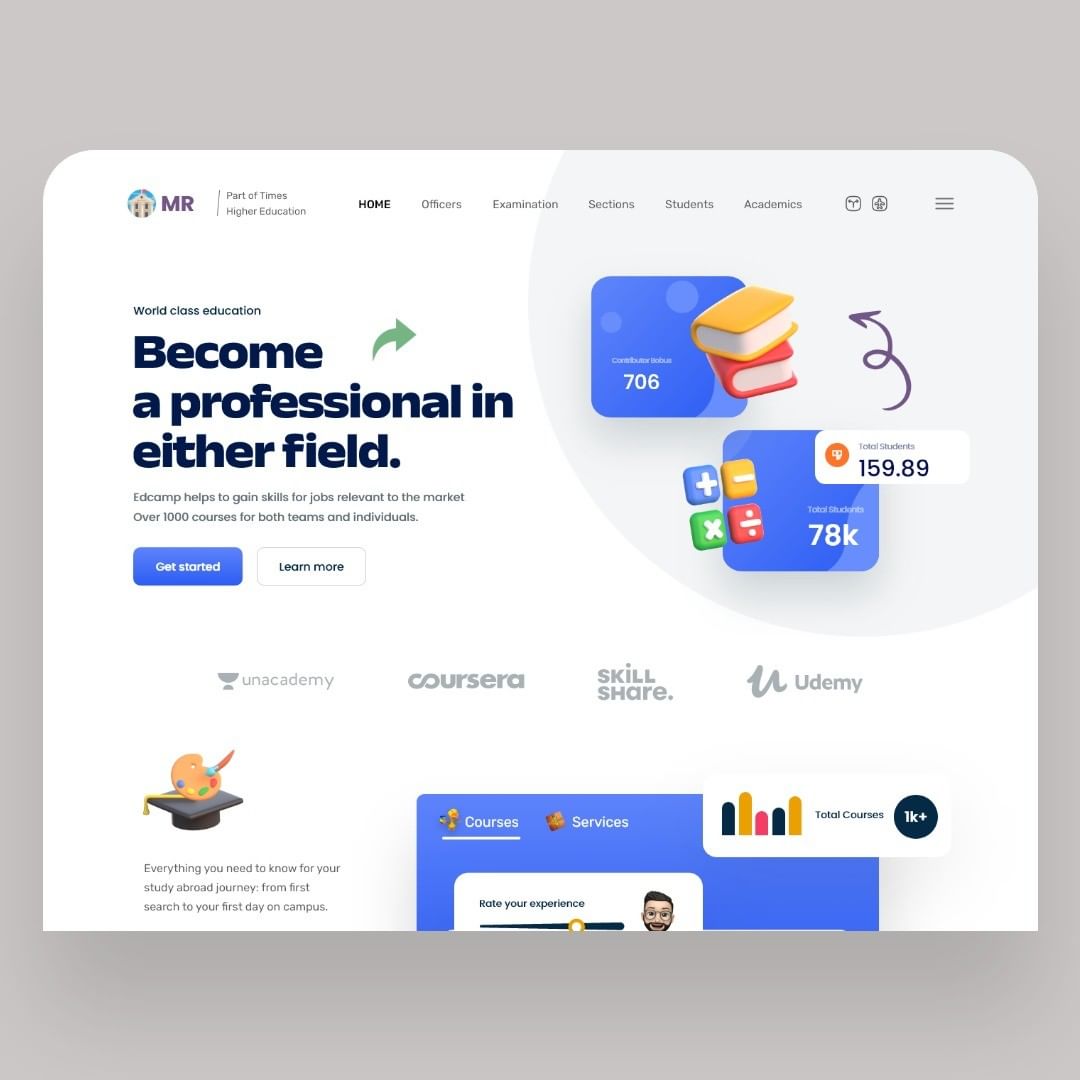 MR
Part of Times
Higher Education
HOME
Officers
Examination
Sections
Students
Academics
World class education
Become
a professional in
either field.
Edcamp helps to gain skills for jobs relevant to the market
Over 1000 courses for both teams and individuals.
Get started
Learn more
Contributor Bobus
706
Total Students
159.89
Total Students
78k
unacademy
coursera
SKILL
SHare.
Udemy
Everything you need to know for your
study abroad journey: from first
search to your first day on campus.
Courses
Services
Total Courses
1k+
Rate your experience